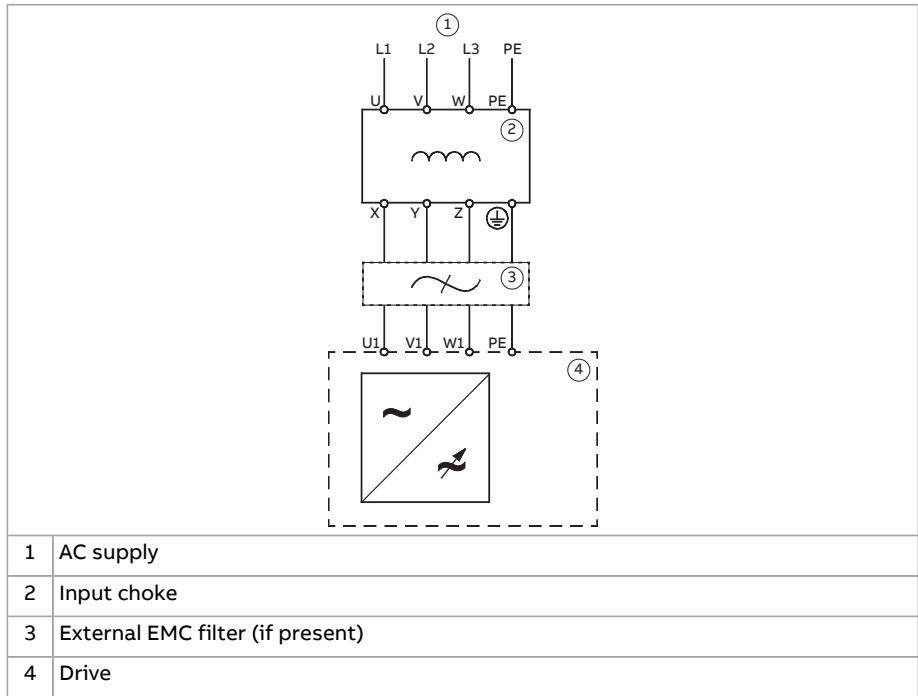 1
L1 L2 L3 PE
U V W PE
2
X Y Z
3
U1 V1 W1 PE
4
1 AC supply
2 Input choke
3 External EMC filter (if present)
4 Drive